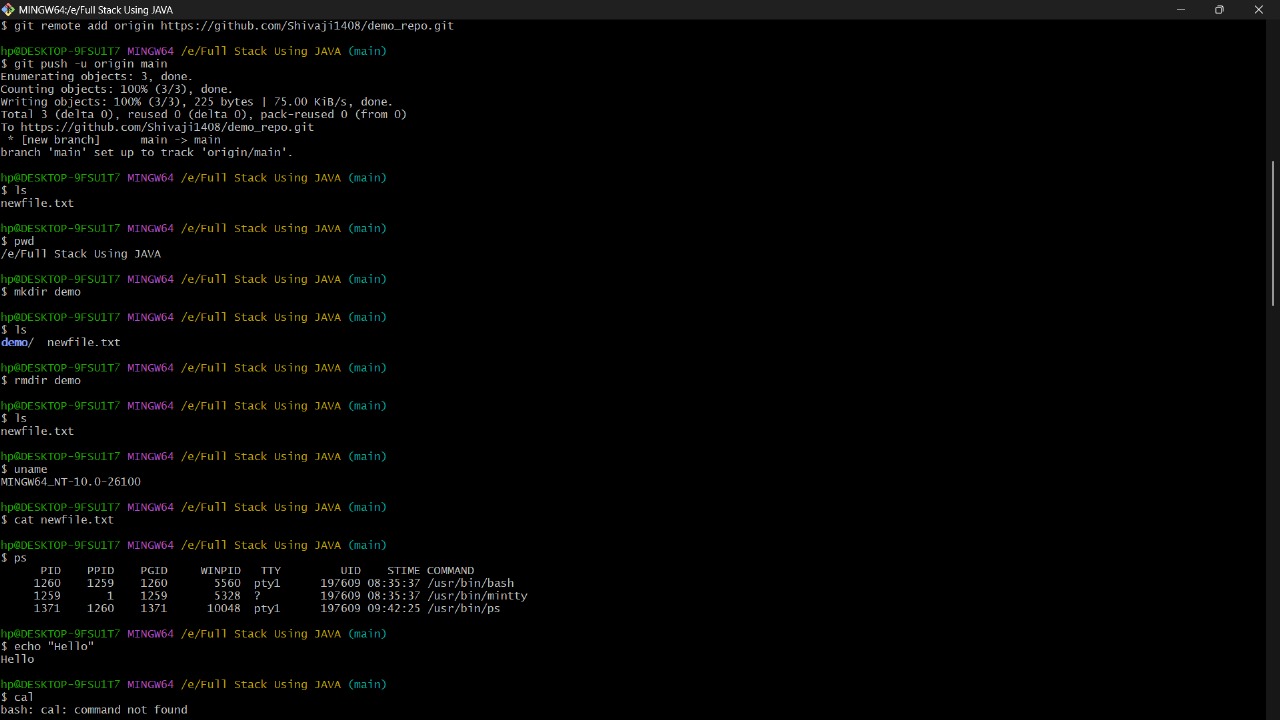 MINGW64:/e/Full Stack Using JAVA
$ git remote add origin https://github.com/Shivaji1408/demo_repo.git
hp@DESKTOP-9FSU1T7 MINGW64 /e/Full Stack Using JAVA (main)
$ git push -u origin main
Enumerating objects: 3, done.
Counting objects: 100% (3/3), done.
Writing objects: 100% (3/3), 225 bytes | 75.00 KiB/s, done.
Total 3 (delta 0), reused 0 (delta 0), pack-reused 0 (from 0)
To https://github.com/Shivaji1408/demo_repo.git
 * [new branch]      main -> main
branch 'main' set up to track 'origin/main'.
hp@DESKTOP-9FSU1T7 MINGW64 /e/Full Stack Using JAVA (main)
$ ls
newfile.txt
hp@DESKTOP-9FSU1T7 MINGW64 /e/Full Stack Using JAVA (main)
$ pwd
/e/Full Stack Using JAVA
hp@DESKTOP-9FSU1T7 MINGW64 /e/Full Stack Using JAVA (main)
$ mkdir demo
hp@DESKTOP-9FSU1T7 MINGW64 /e/Full Stack Using JAVA (main)
$ ls
demo/  newfile.txt
hp@DESKTOP-9FSU1T7 MINGW64 /e/Full Stack Using JAVA (main)
$ rmdir demo
hp@DESKTOP-9FSU1T7 MINGW64 /e/Full Stack Using JAVA (main)
$ ls
newfile.txt
hp@DESKTOP-9FSU1T7 MINGW64 /e/Full Stack Using JAVA (main)
$ uname
MINGW64_NT-10.0-26100
hp@DESKTOP-9FSU1T7 MINGW64 /e/Full Stack Using JAVA (main)
$ cat newfile.txt
hp@DESKTOP-9FSU1T7 MINGW64 /e/Full Stack Using JAVA (main)
$ ps
      PID    PPID    PGID     WINPID   TTY         UID    STIME COMMAND
     1260    1259    1260       5560  pty1      197609 08:35:37 /usr/bin/bash
     1259       1    1259       5328  ?         197609 08:35:37 /usr/bin/mintty
     1371    1260    1371      10048  pty1      197609 09:42:25 /usr/bin/ps
hp@DESKTOP-9FSU1T7 MINGW64 /e/Full Stack Using JAVA (main)
$ echo "Hello"
Hello
hp@DESKTOP-9FSU1T7 MINGW64 /e/Full Stack Using JAVA (main)
$ cal
bash: cal: command not found